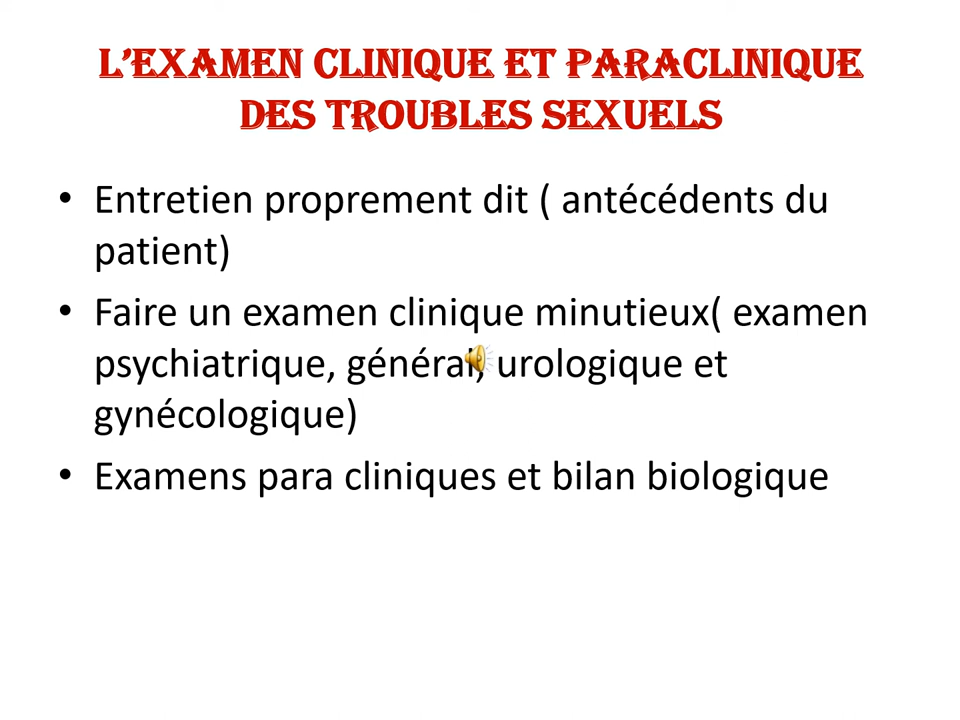 L'EXAMEN CLINIQUE ET PARACLINIQUE
DES TROUBLES SEXUELS
• Entretien proprement dit ( antécédents du
patient)
• Faire un examen clinique minutieux( examen
psychiatrique, général, urologique et
gynécologique)
• Examens para cliniques et bilan biologique